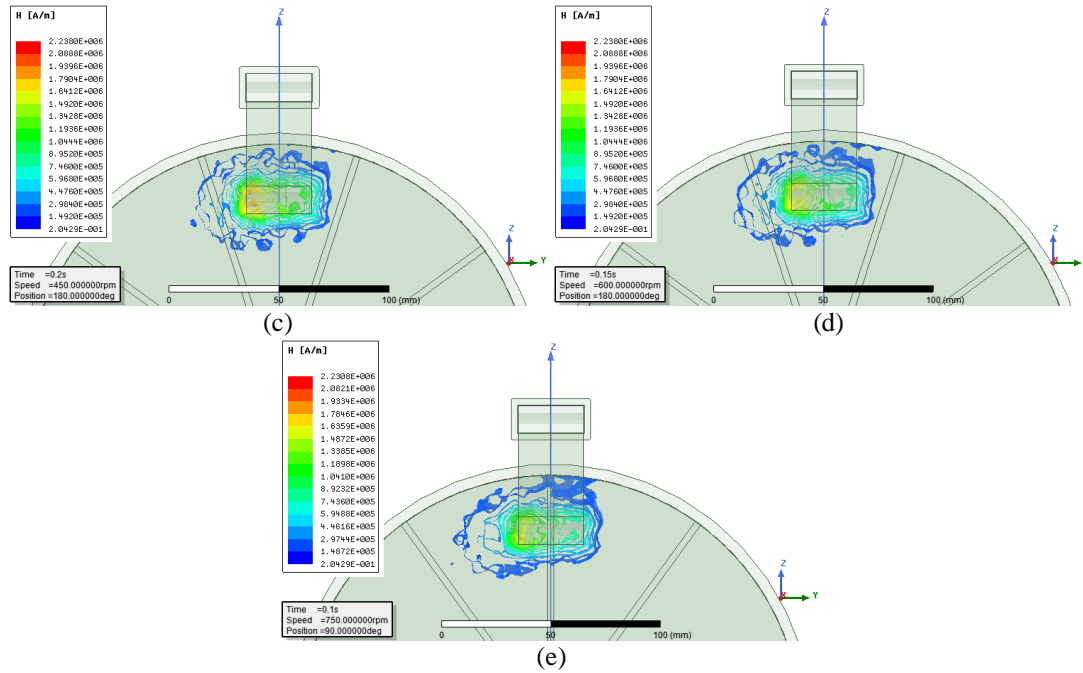 H [A/m]
2.2380E+006
2.0888E+006
1.9396E+006
1.7904E+006
1.6412E+006
1.4920E+006
1.3428E+006
1.1936E+006
1.0444E+006
8.9520E+005
7.4600E+005
5.9680E+005
4.4760E+005
2.9840E+005
1.4920E+005
2.0429E-001
Z
Y
X
Z
Time =0.2s
Speed =450.000000rpm
Position =180.000000deg
0 50 100 (mm)
(c)
H [A/m]
2.2380E+006
2.0888E+006
1.9396E+006
1.7904E+006
1.6412E+006
1.4920E+006
1.3428E+006
1.1936E+006
1.0444E+006
8.9520E+005
7.4600E+005
5.9680E+005
4.4760E+005
2.9840E+005
1.4920E+005
2.0429E-001
Z
Z
X
Time =0.15s
Speed =600.000000rpm
Position =180.000000deg
0 50 100 (mm)
(d)
H [A/m]
2.2308E+006
2.0821E+006
1.9334E+006
1.7846E+006
1.6359E+006
1.4872E+006
1.3385E+006
1.1898E+006
1.0410E+006
8.9232E+005
7.4360E+005
5.9488E+005
4.4616E+005
2.9744E+005
1.4872E+005
2.0429E-001
Z
Z
X
Y
Time =0.1s
Speed =750.000000rpm
Position =90.000000deg
0 50 100 (mm)
(e)